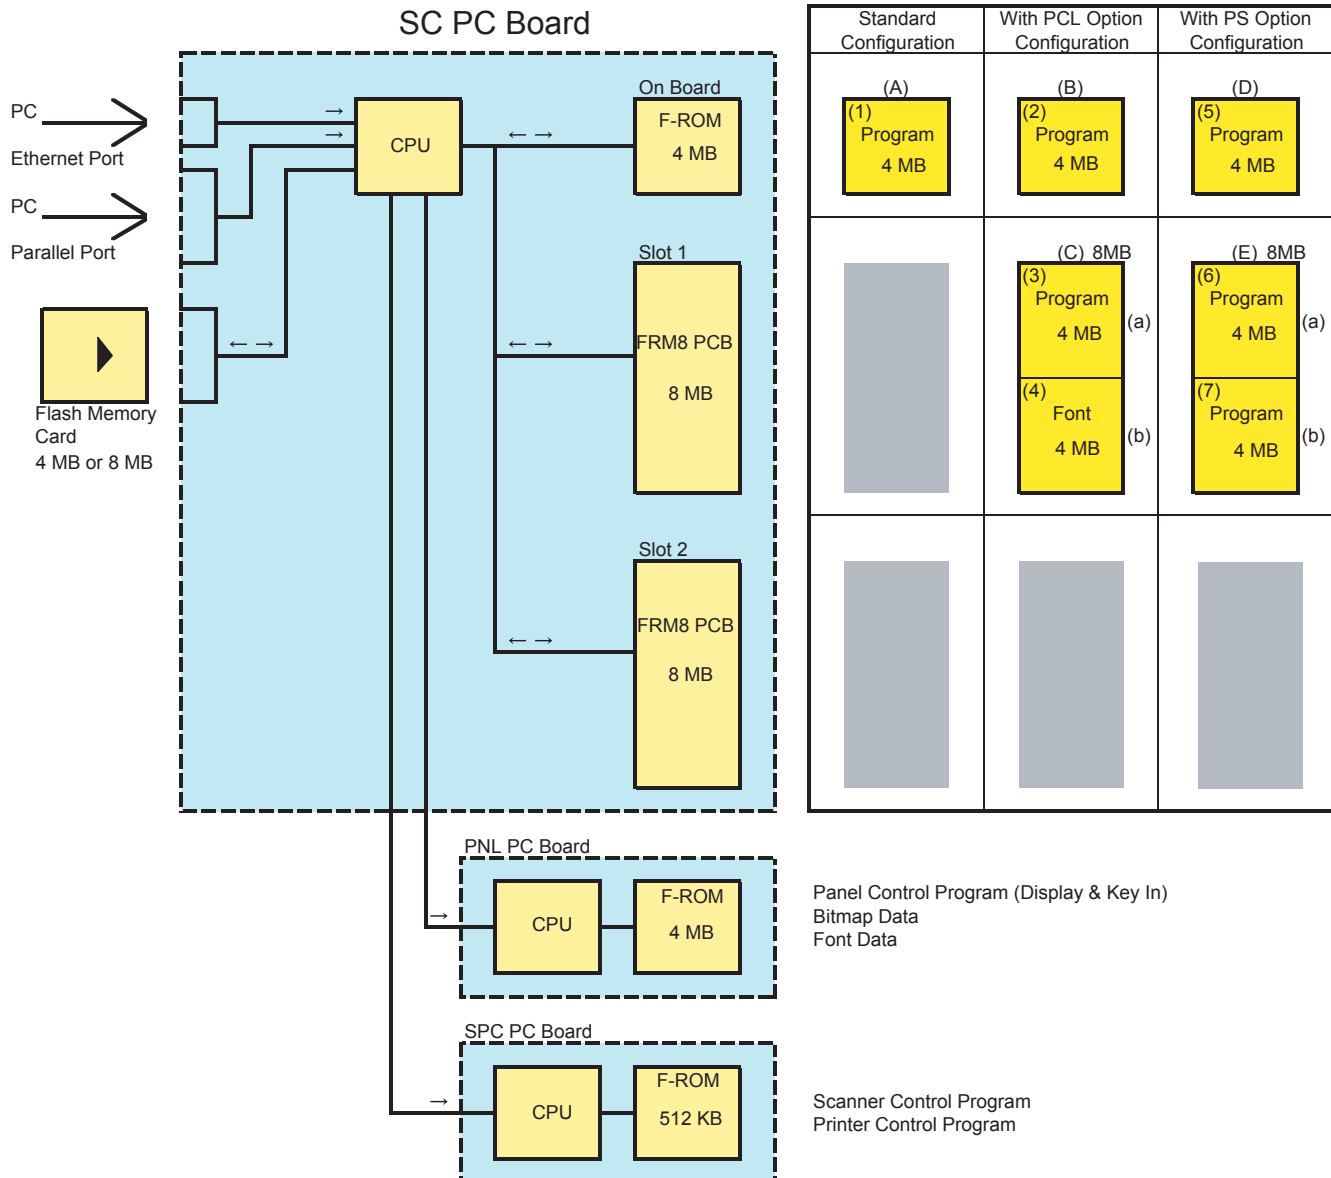 SC PC Board
PC
Ethernet Port
PC
Parallel Port
Flash Memory
Card
4 MB or 8 MB
→
→
CPU
← →
← →
On Board
F-ROM
4 MB
Slot 1
← →
FRM8 PCB
8 MB
Slot 2
← →
FRM8 PCB
8 MB
Standard
Configuration
With PCL Option
Configuration
With PS Option
Configuration
(A)
(1)
Program
4 MB
(B)
(2)
Program
4 MB
(D)
(5)
Program
4 MB
(C) 8MB
(3)
Program
4 MB
(a)
(4)
Font
4 MB
(b)
(E) 8MB
(6)
Program
4 MB
(a)
(7)
Program
4 MB
(b)
PNL PC Board
→
CPU
F-ROM
4 MB
Panel Control Program (Display & Key In)
Bitmap Data
Font Data
SPC PC Board
→
CPU
F-ROM
512 KB
Scanner Control Program
Printer Control Program